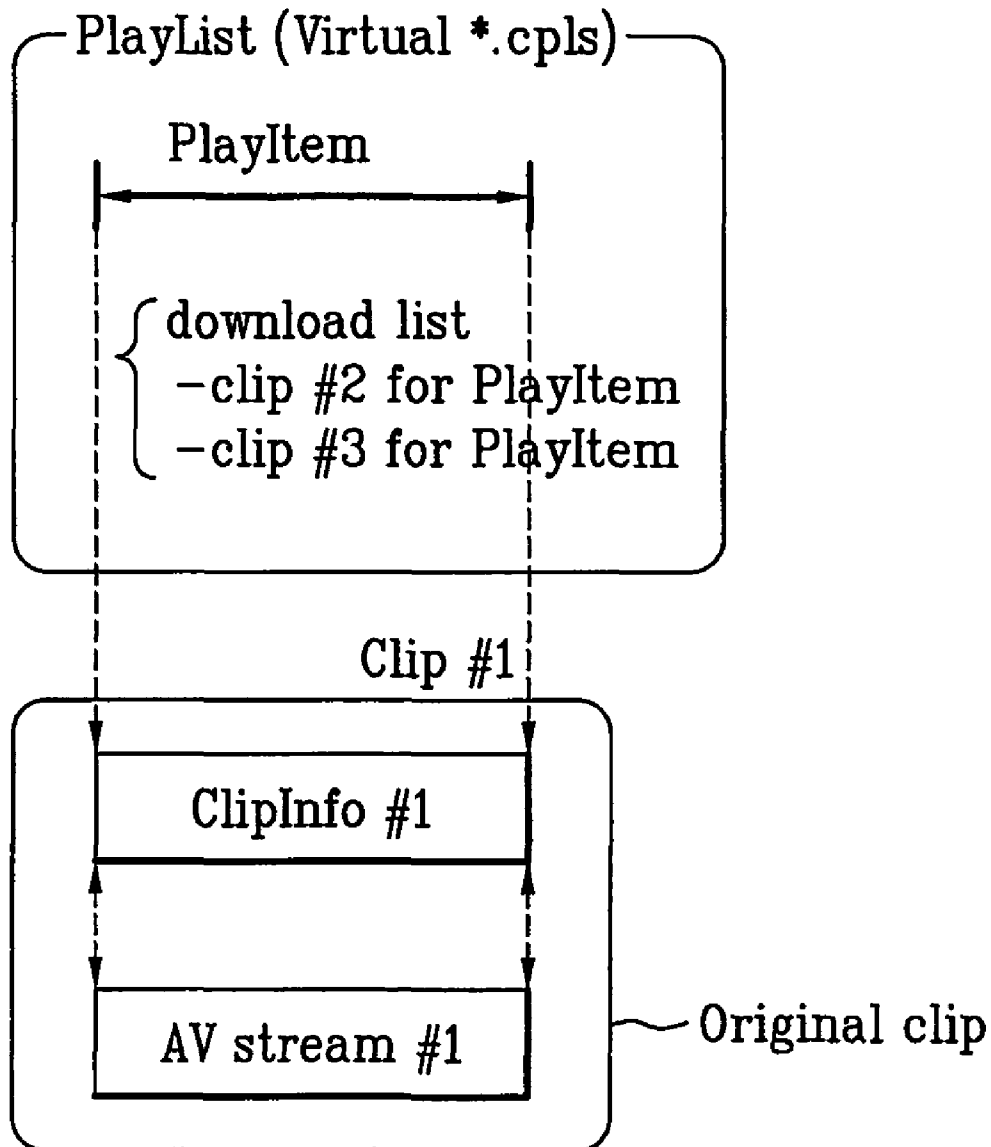 PlayList (Virtual *.cpls)
PlayItem
download list
-clip #2 for PlayItem
-clip #3 for PlayItem
Clip #1
ClipInfo #1
AV stream #1
Original clip